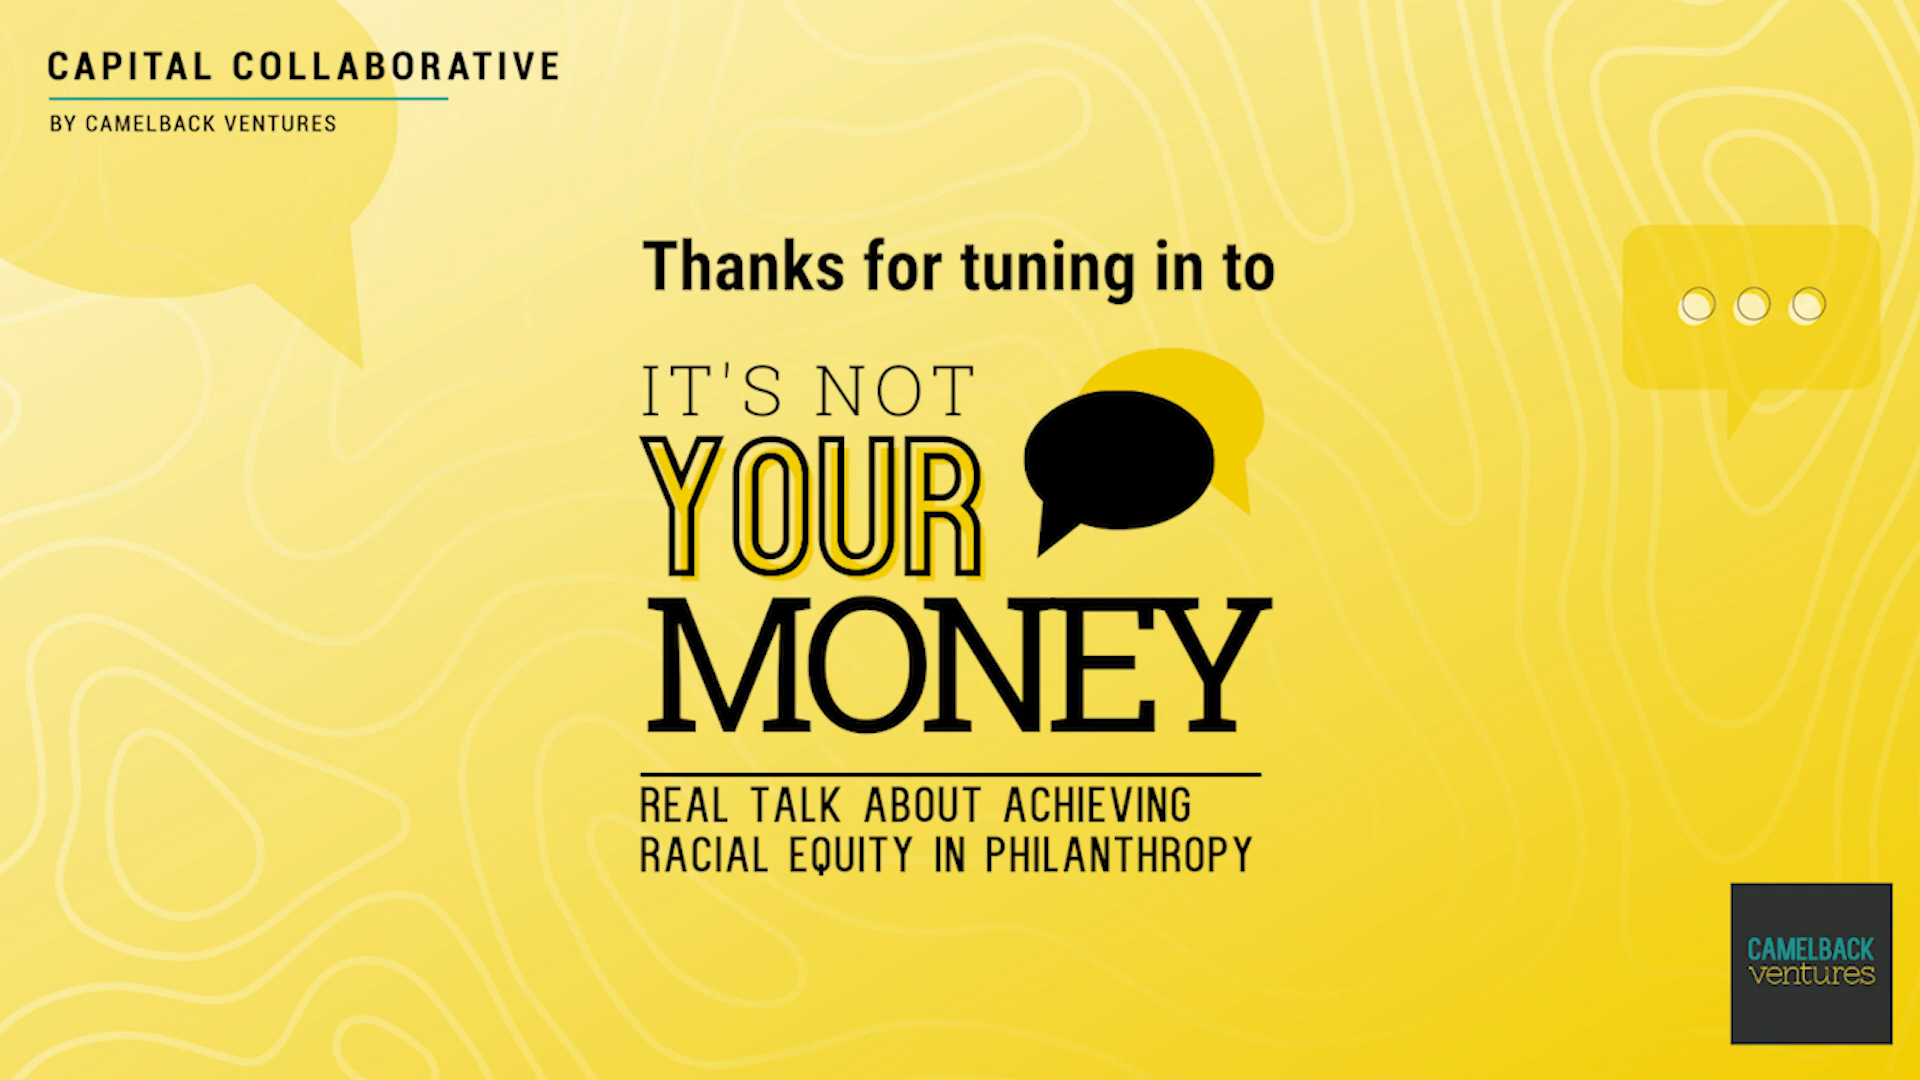 CAPITAL COLLABORATIVE
BY CAMELBACK VENTURES
Thanks for tuning in to
IT'S NOT
YOUR
MONEY
REAL TALK ABOUT ACHIEVING
RACIAL EQUITY IN PHILANTHROPY
CAMELBACK
ventures